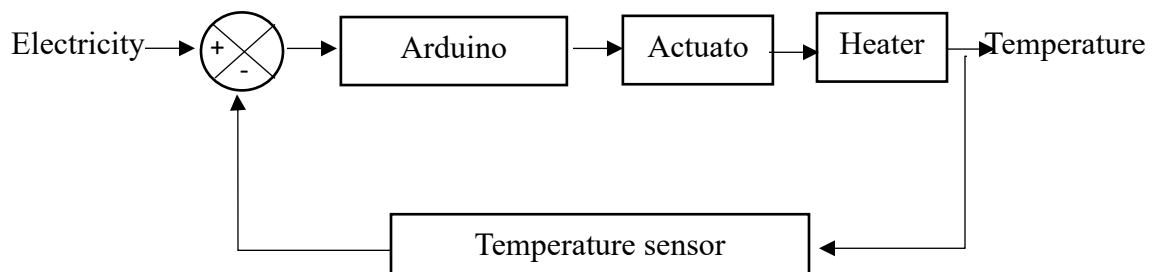 Electricity
+
-
Arduino
Actuato
Heater
Temperature
Temperature sensor